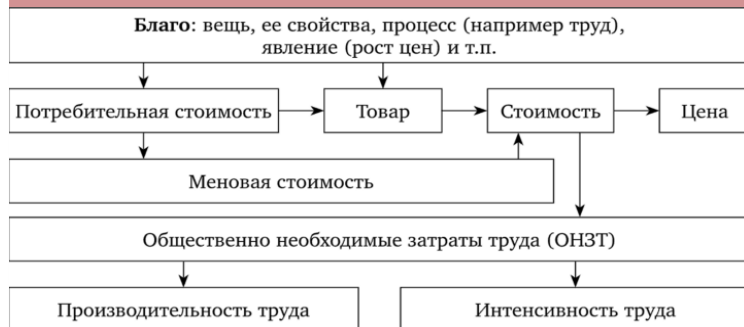 Благо: вещь, ее свойства, процесс (например труд),
явление (рост цен) и т.п.
Потребительная стоимость
Товар
Стоимость
Цена
Меновая стоимость
Общественно необходимые затраты труда (ОНЗТ)
Производительность труда
Интенсивность труда